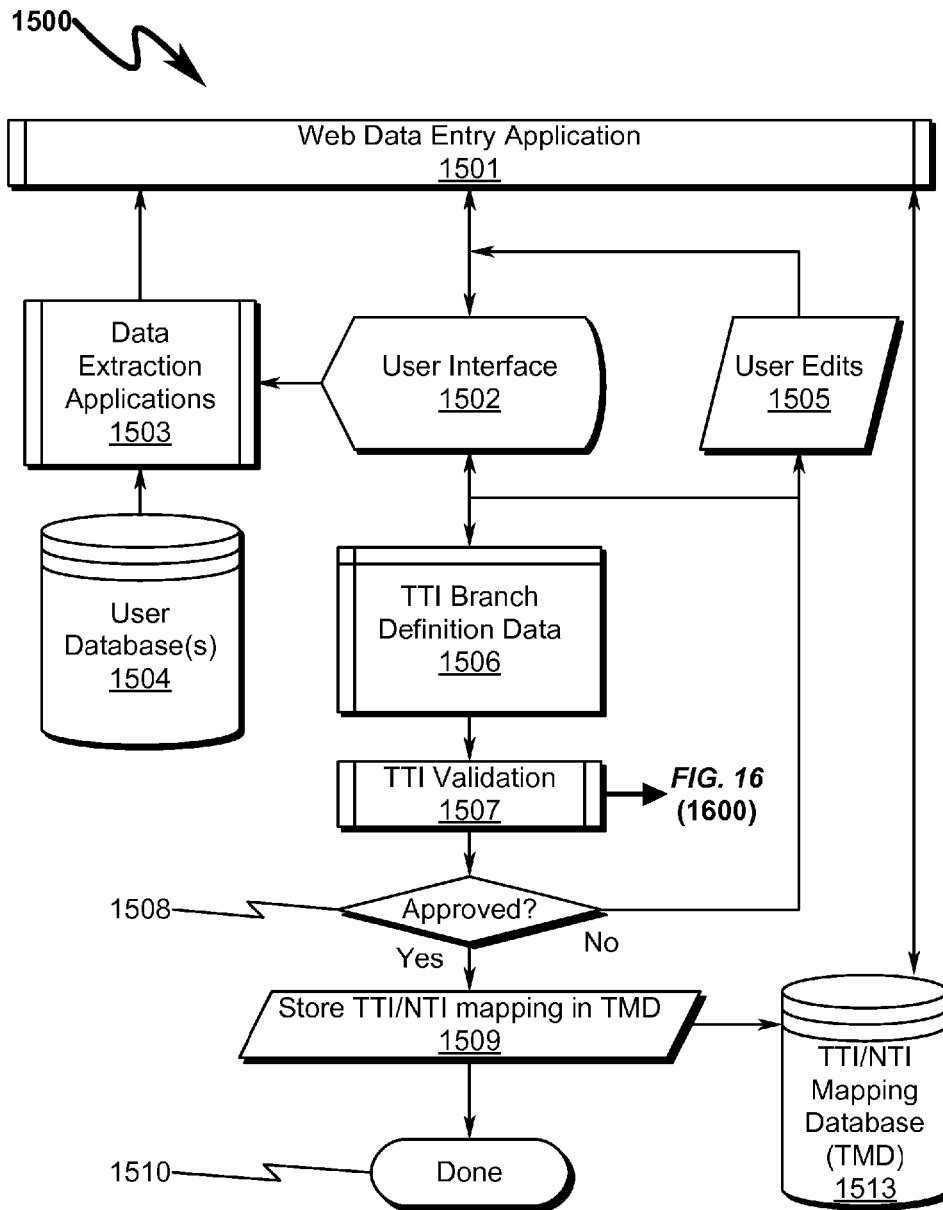 1500
Web Data Entry Application
1501
Data
Extraction
Applications
1503
User Interface
1502
User Edits
1505
User
Database(s)
1504
TTI Branch
Definition Data
1506
TTI Validation
1507
FIG. 16
(1600)
1508
Approved?
Yes
No
Store TTI/NTI mapping in TMD
1509
TTI/NTI
Mapping
Database
(TMD)
1513
1510
Done